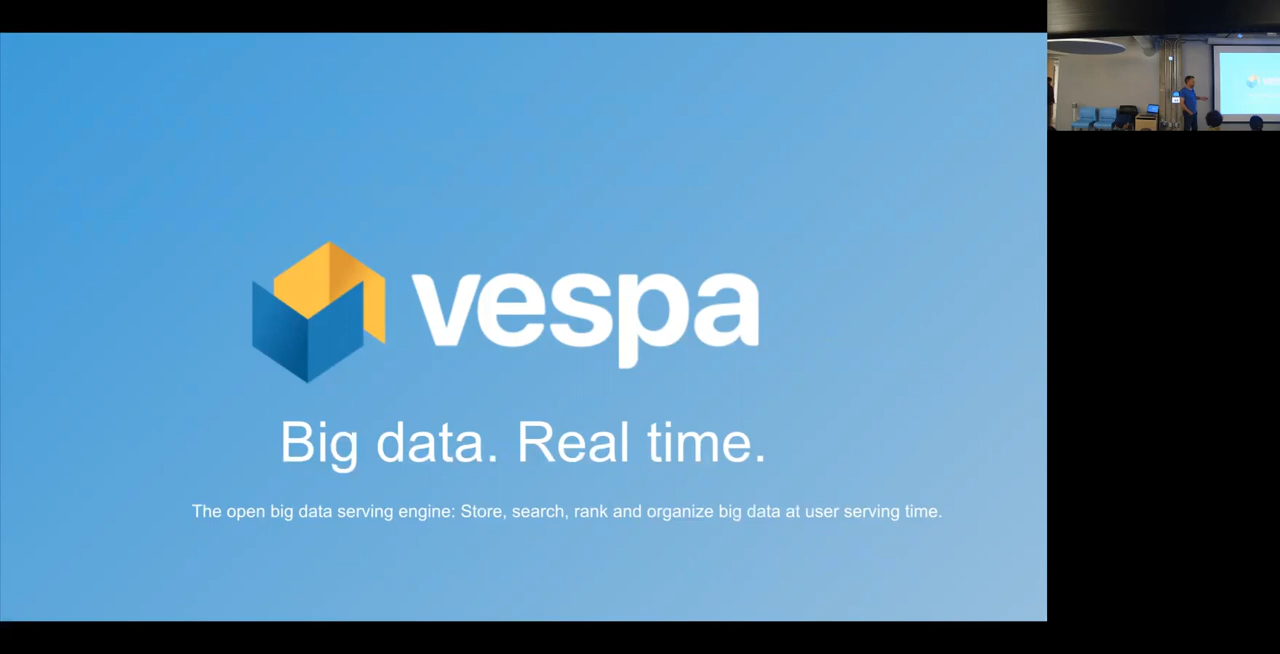 vespa
Big data. Real time.
The open big data serving engine: Store, search, rank and organize big data at user serving time.